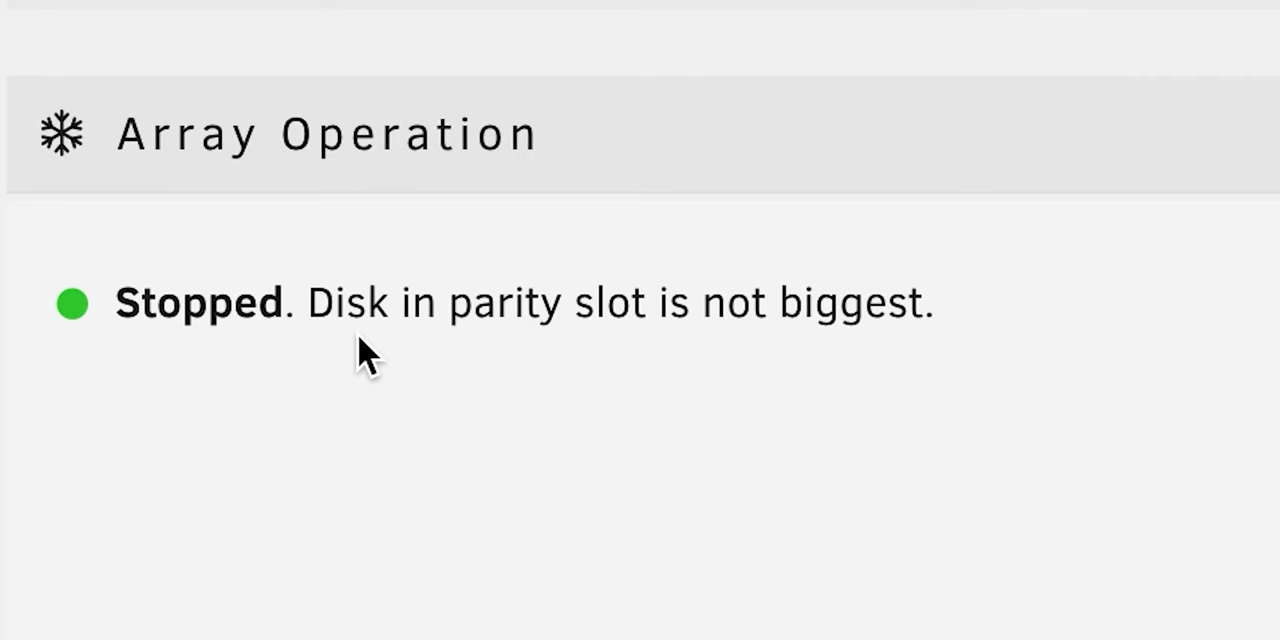 Array Operation
Stopped. Disk in parity slot is not biggest.